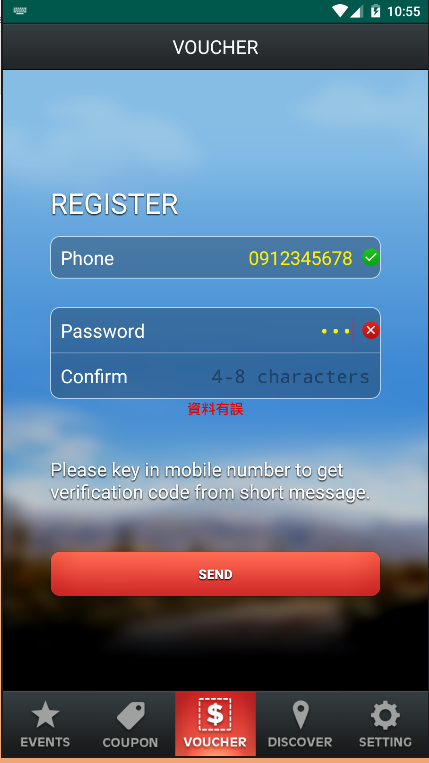 10:55
VOUCHER
REGISTER
Phone 0912345678
Password •••
Confirm 4-8 characters
資料有誤
Please key in mobile number to get
verification code from short message.
SEND
EVENTS COUPON VOUCHER DISCOVER SETTING